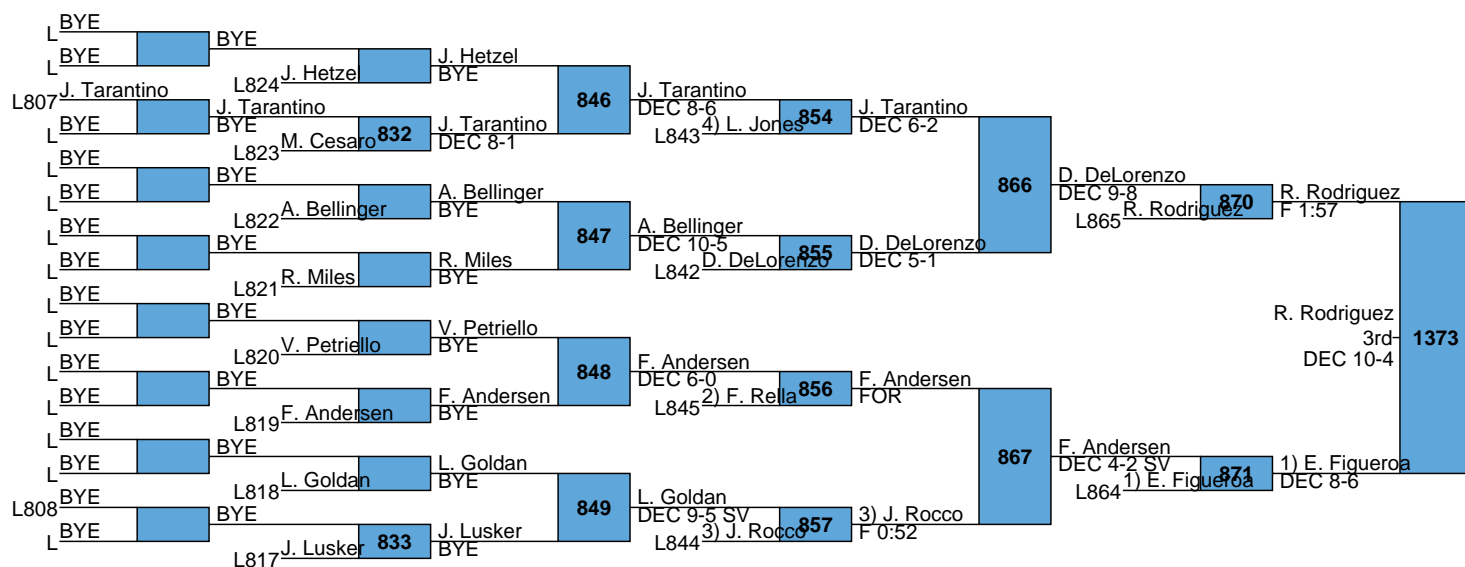 BYE
L
BYE
L
BYE
J. Hetzel
L824
J. Hetzel
BYE
J. Tarantino
L807
L
J. Tarantino
BYE
M. Cesaro
L823
832
J. Tarantino
DEC 8-1
846
J. Tarantino
DEC 8-6
4) L. Jones
L843
854
J. Tarantino
DEC 6-2
BYE
L
BYE
L
BYE
A. Bellinger
L822
A. Bellinger
BYE
BYE
L
BYE
L
BYE
R. Miles
L821
R. Miles
BYE
847
A. Bellinger
DEC 10-5
D. DeLorenzo
L842
855
D. DeLorenzo
DEC 5-1
866
D. DeLorenzo
DEC 9-8
R. Rodriguez
L865
870
R. Rodriguez
F 1:57
BYE
L
BYE
L
BYE
V. Petriello
L820
V. Petriello
BYE
BYE
L
BYE
L
BYE
F. Andersen
L819
F. Andersen
BYE
848
F. Andersen
DEC 6-0
2) F. Rella
L845
856
F. Andersen
FOR
BYE
L
BYE
L
BYE
L. Goldan
L818
L. Goldan
BYE
BYE
L808
BYE
L
BYE
J. Lusker
L817
833
J. Lusker
BYE
849
L. Goldan
DEC 9-5 SV
3) J. Rocco
L844
857
3) J. Rocco
F 0:52
867
F. Andersen
DEC 4-2 SV
1) E. Figueroa
L864
871
1) E. Figueroa
DEC 8-6
R. Rodriguez
3rd
DEC 10-4
1373